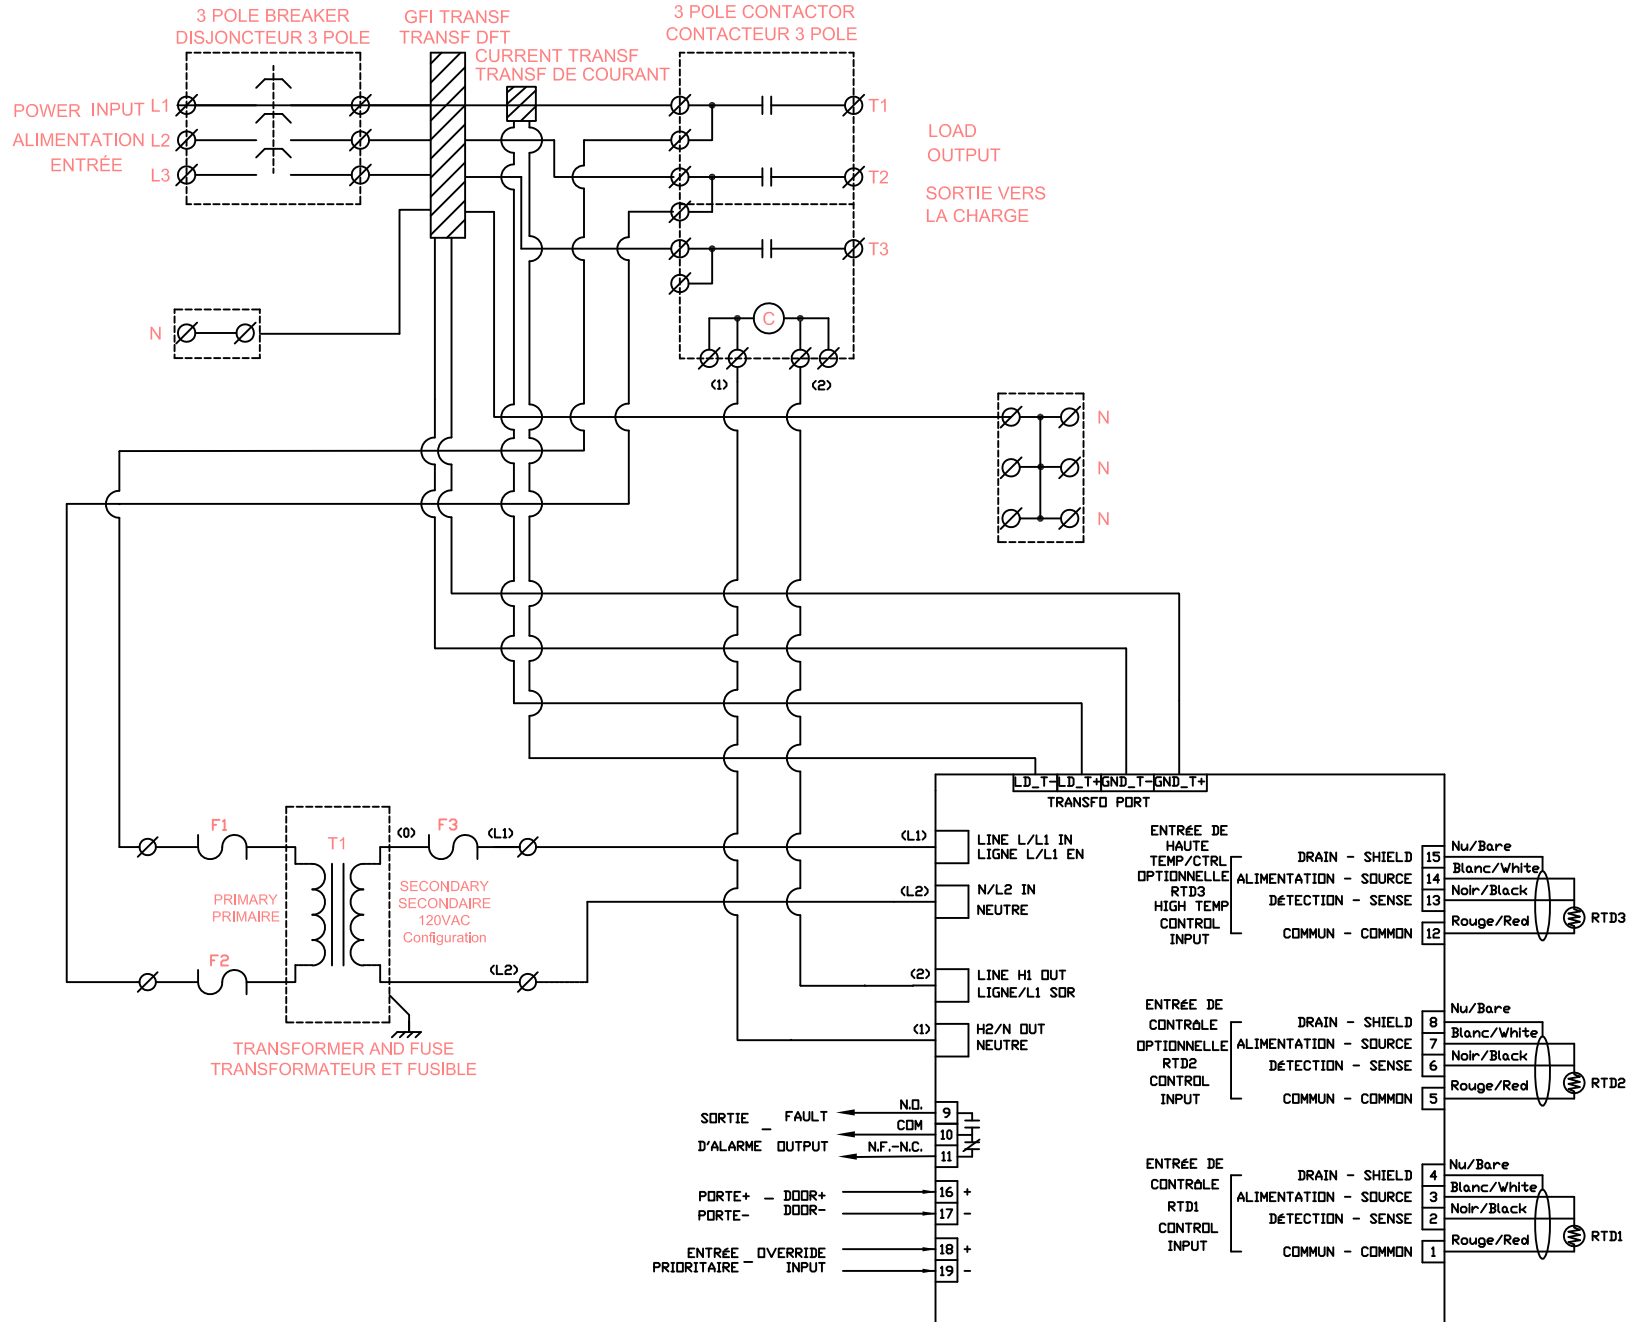 3 POLE BREAKER
DISJONCTEUR 3 POLE
GFI TRANSF
TRANSF DFT
CURRENT TRANSF
TRANSF DE COURANT
3 POLE CONTACTOR
CONTACTEUR 3 POLE
POWER INPUT L1
ALIMENTATION L2
ENTRÉE
L3
T1
T2
T3
LOAD
OUTPUT
SORTIE VERS
LA CHARGE
N
C
(1)
(2)
N
N
N
LD_T- LD_T+ GND_T- GND_T+
TRANSFO PORT
F1
T1
(0)
F3
(L1)
PRIMARY
PRIMAIRE
SECONDARY
SECONDAIRE
120VAC
Configuration
F2
(L2)
TRANSFORMER AND FUSE
TRANSFORMATEUR ET FUSIBLE
(L1)
LINE L/L1 IN
LIGNE L/L1 EN
(L2)
N/L2 IN
NEUTRE
(2)
LINE H1 OUT
LIGNE/L1 SOR
(1)
H2/N OUT
NEUTRE
SORTIE _ FAULT
D'ALARME OUTPUT
N.O.
COM
N.F.-N.C.
9
10
11
PORTE+ - DOOR+
PORTE- DOOR-
16 +
17 -
ENTRÉE _ OVERRIDE
PRIORITAIRE INPUT
18 +
19 -
ENTRÉE DE
HAUTE
TEMP/CTRL
OPTIONNELLE
RTD3
HIGH TEMP
CONTROL
INPUT
DRAIN - SHIELD 15 Nu/Bare
ALIMENTATION - SOURCE 14 Blanc/White
DÉTECTION - SENSE 13 Noir/Black
COMMUN - COMMON 12 Rouge/Red
RTD3
ENTRÉE DE
CONTRÔLE
OPTIONNELLE
RTD2
CONTROL
INPUT
DRAIN - SHIELD 8 Nu/Bare
ALIMENTATION - SOURCE 7 Blanc/White
DÉTECTION - SENSE 6 Noir/Black
COMMUN - COMMON 5 Rouge/Red
RTD2
ENTRÉE DE
CONTRÔLE
RTD1
CONTROL
INPUT
DRAIN - SHIELD 4 Nu/Bare
ALIMENTATION - SOURCE 3 Blanc/White
DÉTECTION - SENSE 2 Noir/Black
COMMUN - COMMON 1 Rouge/Red
RTD1